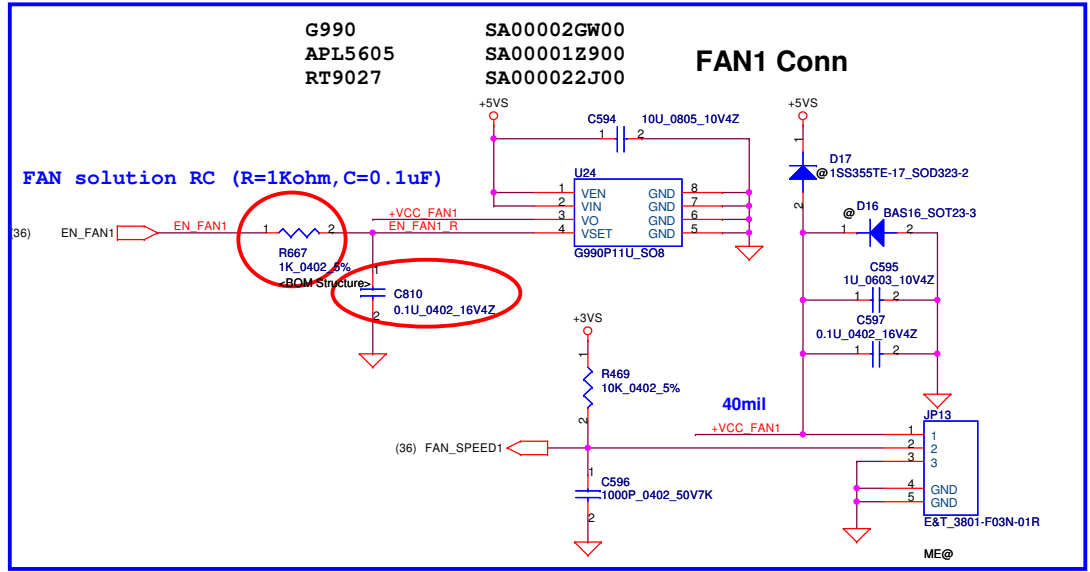 G990 SA00002GW00
APL5605 SA00001Z900
RT9027 SA000022J00
FAN1 Conn
+5VS
C594 10U_0805_10V4Z
1 2
+5VS
1
D17
@ 1SS355TE-17_SOD323-2
2
FAN solution RC (R=1Kohm,C=0.1uF)
U24
1 VEN GND 8
2 VIN GND 7
+VCC_FAN1 3 VO GND 6
EN_FAN1_R 4 VSET GND 5
G990P11U_SO8
@ D16 BAS16_SOT23-3
1 2
(36) EN_FAN1 EN_FAN1 1 2
R667
1K_0402_5%
<BOM Structure>
1
C810
0.1U_0402_16V4Z
2
C595
1U_0603_10V4Z
1 2
C597
0.1U_0402_16V4Z
1 2
+3VS
1
R469
10K_0402_5%
2
40mil
+VCC_FAN1
(36) FAN_SPEED1
1
C596
1000P_0402_50V7K
2
JP13
1 1
2 2
3 3
4 GND
5 GND
E&T_3801-F03N-01R
ME@